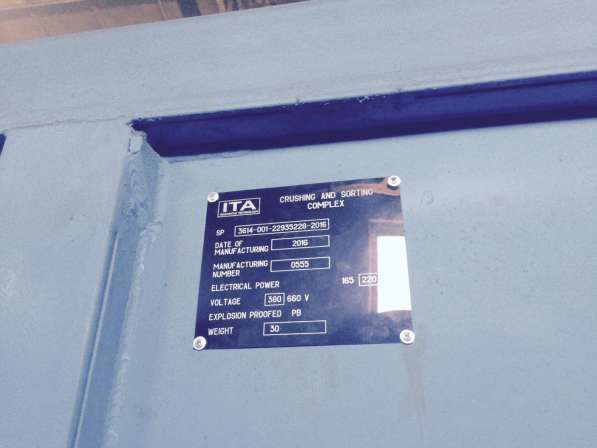 ITA
CRUSHING AND SORTING
COMPLEX
SP 3614-001-22935228-2016
DATE OF
MANUFACTURING 2016
MANUFACTURING
NUMBER 0555
ELECTRICAL POWER 165 220
VOLTAGE 380 660 V
EXPLOSION PROOFED PB
WEIGHT 30